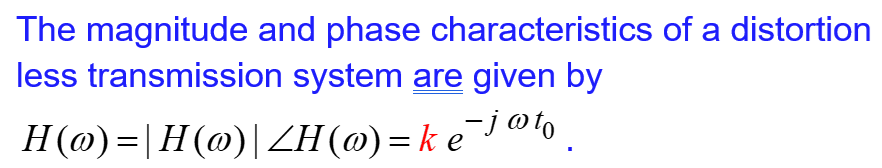 The magnitude and phase characteristics of a distortion
less transmission system are given by
H(ω)=|H(ω)|∠H(ω)= k e^{-jωt₀} .